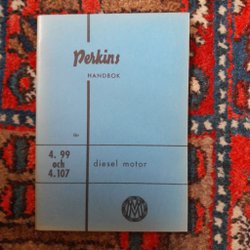 Perkins
HANDBOK
för
4. 99
och
4.107
diesel motor